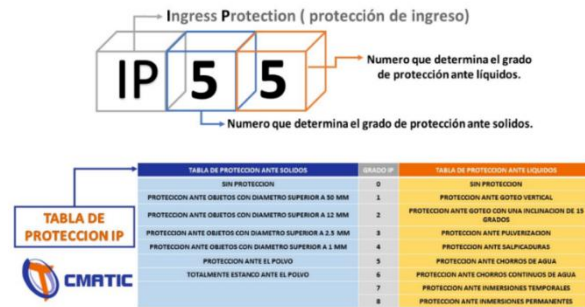 Ingress Protection ( protección de ingreso)
IP 5 5
Numero que determina el grado
de protección ante líquidos.
Numero que determina el grado de protección ante solidos.
TABLA DE
PROTECCION IP
CMATIC
TABLA DE PROTECCION ANTE SOLIDOS GRADO IP TABLA DE PROTECCION ANTE LIQUIDOS
SIN PROTECCION 0 SIN PROTECCION
PROTECICON ANTE OBJETOS CON DIAMETRO SUPERIOR A 50 MM 1 PROTECCION ANTE GOTEO VERTICAL
PROTECCION ANTE OBJETOS CON DIAMETRO SUPERIOR A 12 MM 2 PROTECCION ANTE GOTEO CON UNA INCLINACION DE 15
GRADOS
PROTECCION ANTE OBJETOS CON DIAMETRO SUPERIOR A 2.5 MM 3 PROTECCION ANTE PULVERIZACION
PROTECCION ANTE OBJETOS CON DIAMETRO SUPERIOR A 1 MM 4 PROTECCION ANTE SALPICADURAS
PROTECCION ANTE EL POLVO 5 PROTECCION ANTE CHORROS DE AGUA
TOTALMENTE ESTANCO ANTE EL POLVO 6 PROTECCION ANTE CHORROS CONTINUOS DE AGUA
7 PROTECCION ANTE INMERSIONES TEMPORALES
8 PROTECCION ANTE INMERSIONES PERMANENTES